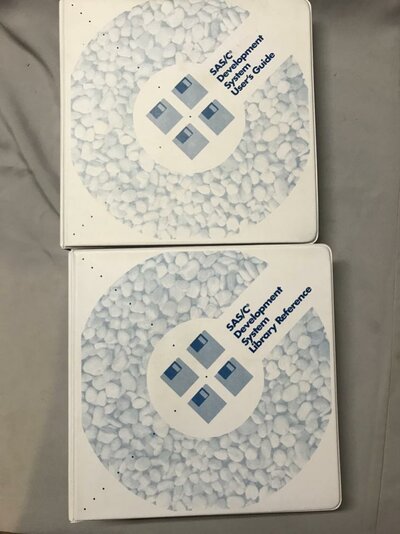 SAS/C®
Development
System
User's Guide
SAS/C®
Development
System
Library Reference